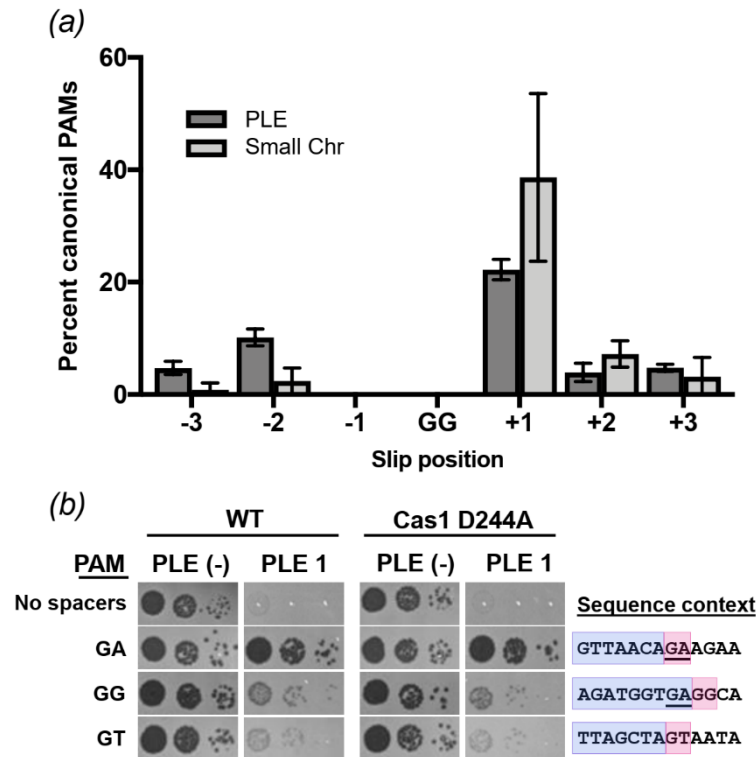 (a)
60
40
20
0
Percent canonical PAMs
PLE
Small Chr
-3 -2 -1 GG +1 +2 +3
Slip position
(b)
WT Cas1 D244A
PAM PLE (-) PLE 1 PLE (-) PLE 1
No spacers Sequence context
GA GTTAACAGAAGAA
GG AGATGGTGAGGCA
GT TTAGCTAGTAATA